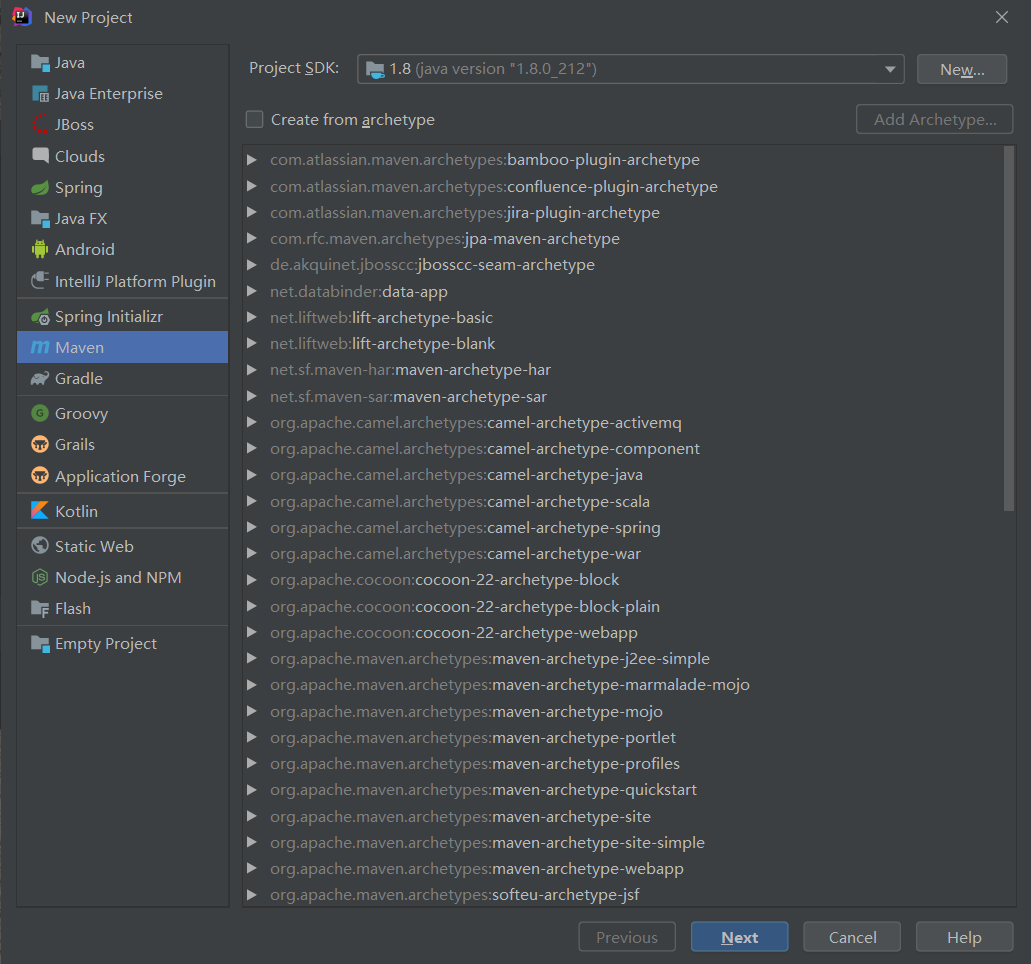 New Project
Java
Java Enterprise
JBoss
Clouds
Spring
Java FX
Android
IntelliJ Platform Plugin
Spring Initializr
Maven
Gradle
Groovy
Grails
Application Forge
Kotlin
Static Web
Node.js and NPM
Flash
Empty Project
Project SDK: 1.8 (java version "1.8.0_212") New...
Create from archetype Add Archetype...
com.atlassian.maven.archetypes:bamboo-plugin-archetype
com.atlassian.maven.archetypes:confluence-plugin-archetype
com.atlassian.maven.archetypes:jira-plugin-archetype
com.rfc.maven.archetypes:jpa-maven-archetype
de.akquinet.jbosscc:jbosscc-seam-archetype
net.databinder:data-app
net.liftweb:lift-archetype-basic
net.liftweb:lift-archetype-blank
net.sf.maven-har:maven-archetype-har
net.sf.maven-sar:maven-archetype-sar
org.apache.camel.archetypes:camel-archetype-activemq
org.apache.camel.archetypes:camel-archetype-component
org.apache.camel.archetypes:camel-archetype-java
org.apache.camel.archetypes:camel-archetype-scala
org.apache.camel.archetypes:camel-archetype-spring
org.apache.camel.archetypes:camel-archetype-war
org.apache.cocoon:cocoon-22-archetype-block
org.apache.cocoon:cocoon-22-archetype-block-plain
org.apache.cocoon:cocoon-22-archetype-webapp
org.apache.maven.archetypes:maven-archetype-j2ee-simple
org.apache.maven.archetypes:maven-archetype-marmalade-mojo
org.apache.maven.archetypes:maven-archetype-mojo
org.apache.maven.archetypes:maven-archetype-portlet
org.apache.maven.archetypes:maven-archetype-profiles
org.apache.maven.archetypes:maven-archetype-quickstart
org.apache.maven.archetypes:maven-archetype-site
org.apache.maven.archetypes:maven-archetype-site-simple
org.apache.maven.archetypes:maven-archetype-webapp
org.apache.maven.archetypes:softeu-archetype-jsf
Previous Next Cancel Help